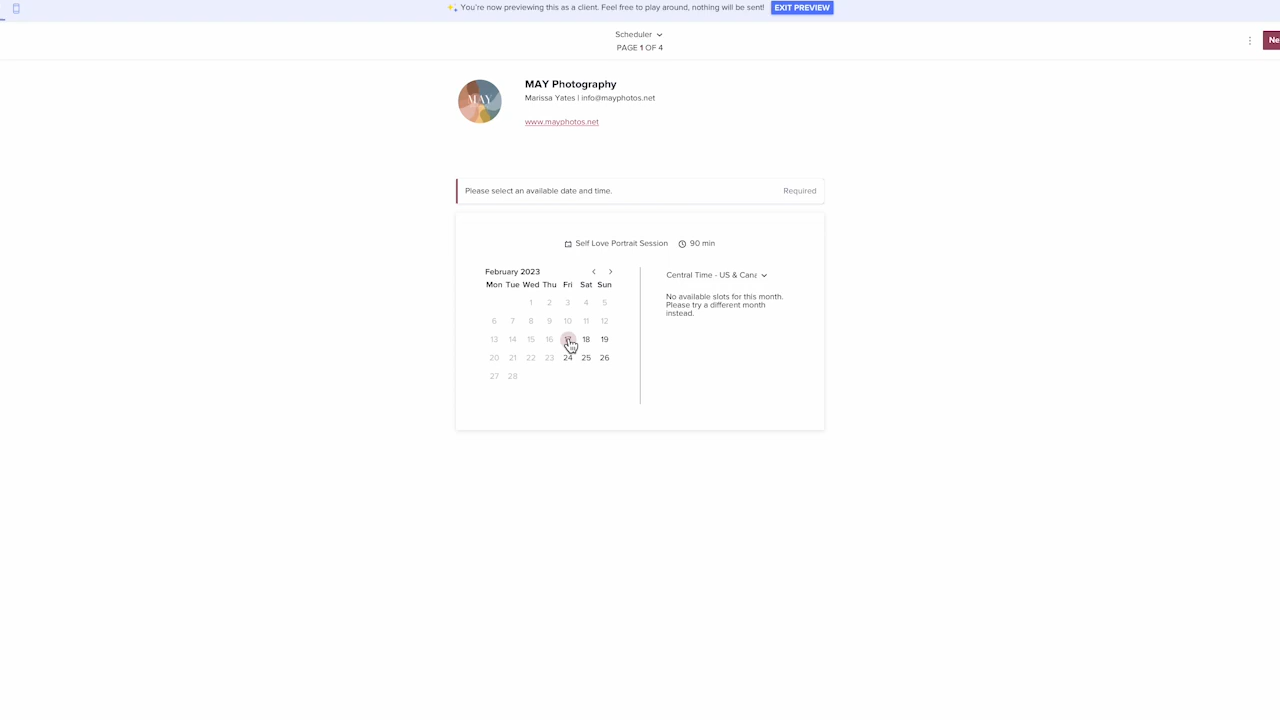 ✨ You're now previewing this as a client. Feel free to play around, nothing will be sent! EXIT PREVIEW
Scheduler
PAGE 1 OF 4
Ne
MAY
MAY Photography
Marissa Yates | info@mayphotos.net
www.mayphotos.net
Please select an available date and time. Required
Self Love Portrait Session 90 min
February 2023
Mon Tue Wed Thu Fri Sat Sun
1 2 3 4 5
6 7 8 9 10 11 12
13 14 15 16 17 18 19
20 21 22 23 24 25 26
27 28
Central Time - US & Cana
No available slots for this month.
Please try a different month
instead.